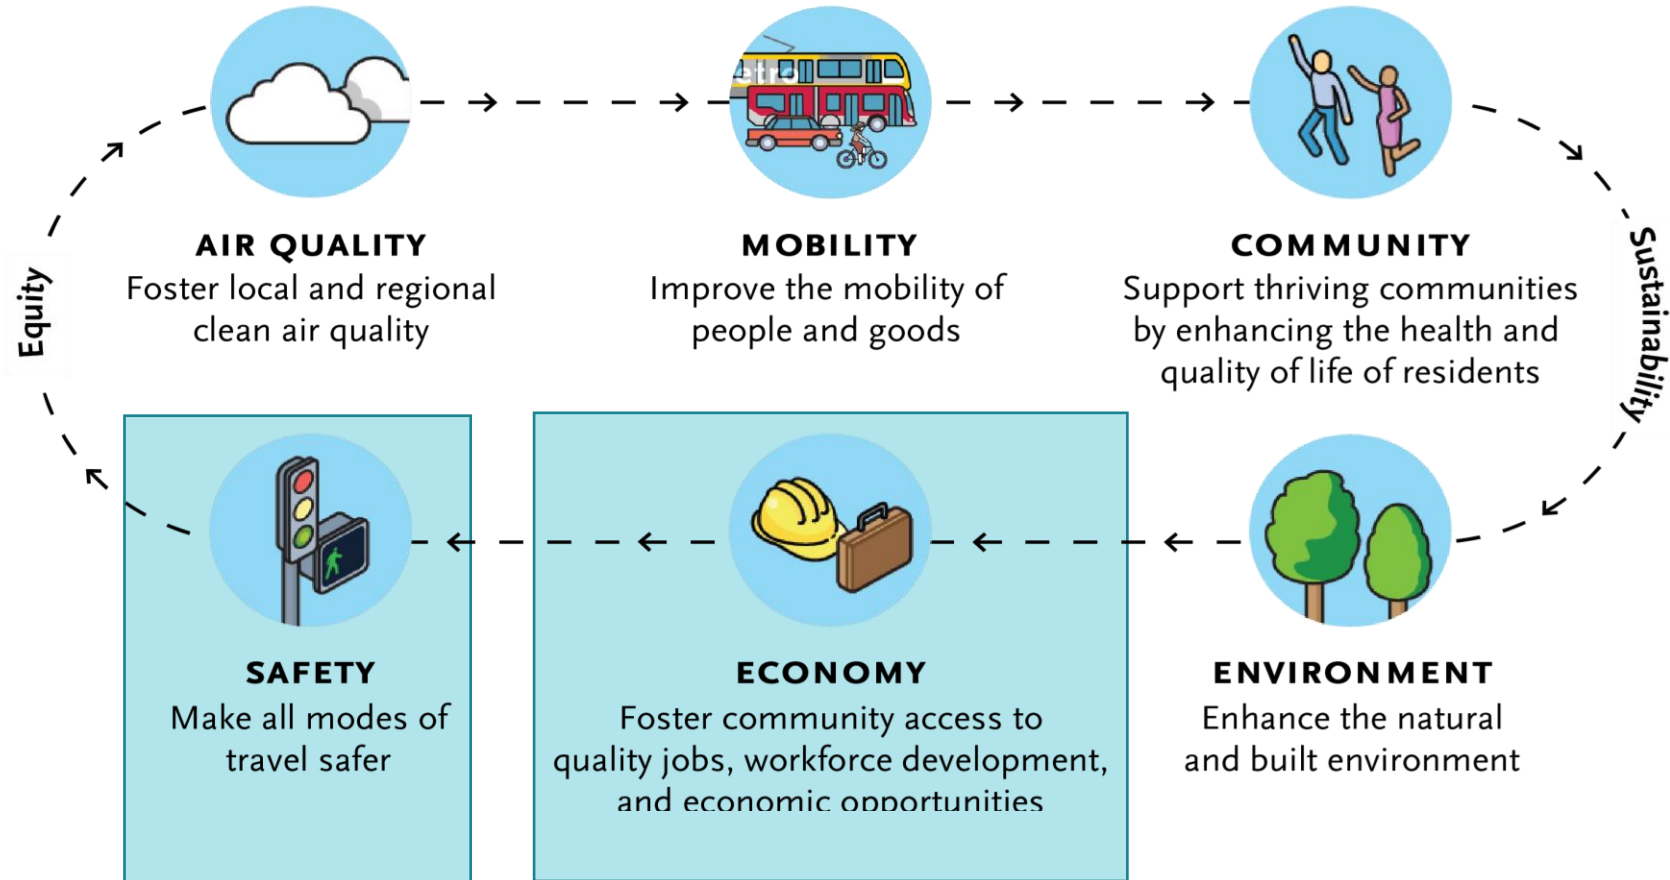 etro
AIR QUALITY
Foster local and regional
clean air quality
MOBILITY
Improve the mobility of
people and goods
COMMUNITY
Support thriving communities
by enhancing the health and
quality of life of residents
Sustainability
ENVIRONMENT
Enhance the natural
and built environment
ECONOMY
Foster community access to
quality jobs, workforce development,
and economic opportunities
SAFETY
Make all modes of
travel safer
Equity